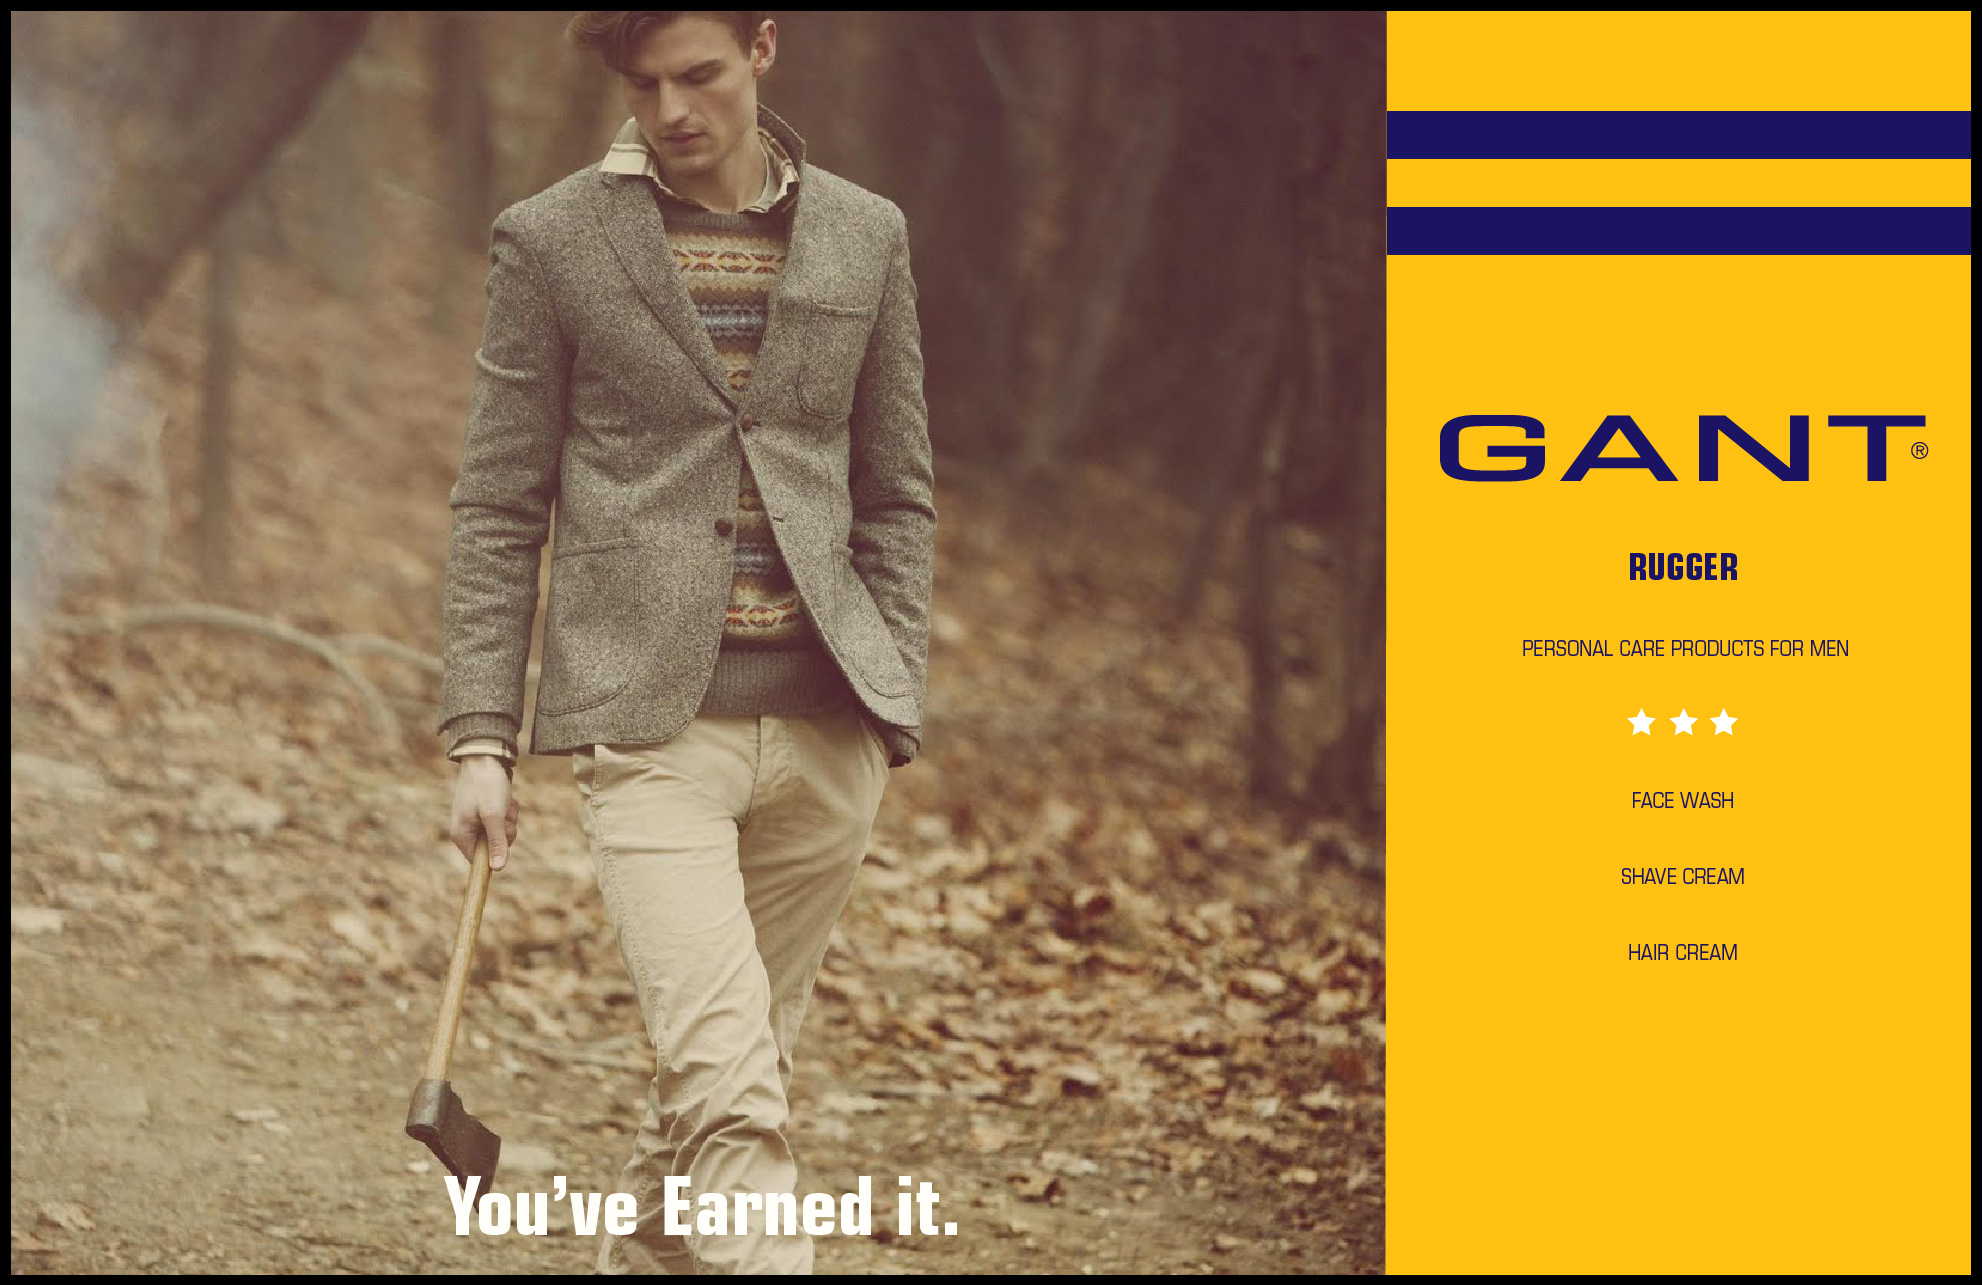 You've Earned it.
GANT®
RUGGER
PERSONAL CARE PRODUCTS FOR MEN
FACE WASH
SHAVE CREAM
HAIR CREAM